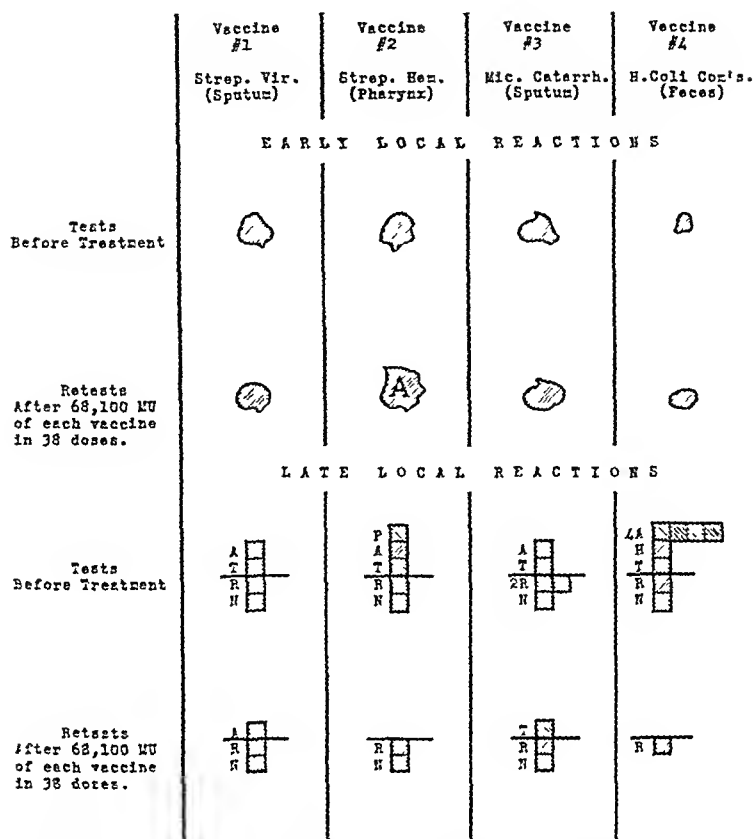 Vaccine #1
Strep. Vir.
(Sputum)
Vaccine #2
Strep. Hem.
(Pharynx)
Vaccine #3
Mic. Catarrh.
(Sputum)
Vaccine #4
B.Coli Com's.
(Feces)
EARLY LOCAL REACTIONS
Tests
Before Treatment
Retests
After 68,100 MU
of each vaccine
in 38 doses.
A
LATE LOCAL REACTIONS
Tests
Before Treatment
A
T
R
N
P
A
T
R
N
A
T
2R
N
4A
H
T
R
N
Retests
After 68,100 MU
of each vaccine
in 38 doses.
A
R
N
R
N
T
R
N
R